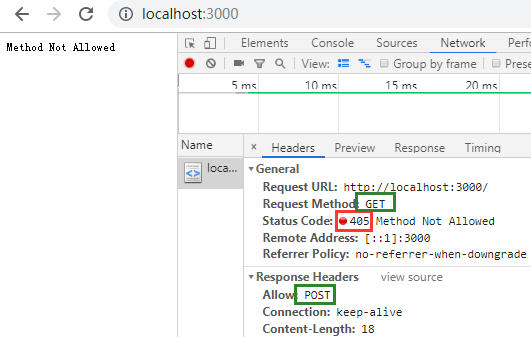 localhost:3000
Method Not Allowed
Elements Console Sources Network Perform
View: Group by frame Prese
5 ms 10 ms 15 ms 20 ms
Name × Headers Preview Response Timing
loca...
General
Request URL: http://localhost:3000/
Request Method: GET
Status Code: 405 Method Not Allowed
Remote Address: [::1]:3000
Referrer Policy: no-referrer-when-downgrade
Response Headers view source
Allow: POST
Connection: keep-alive
Content-Length: 18